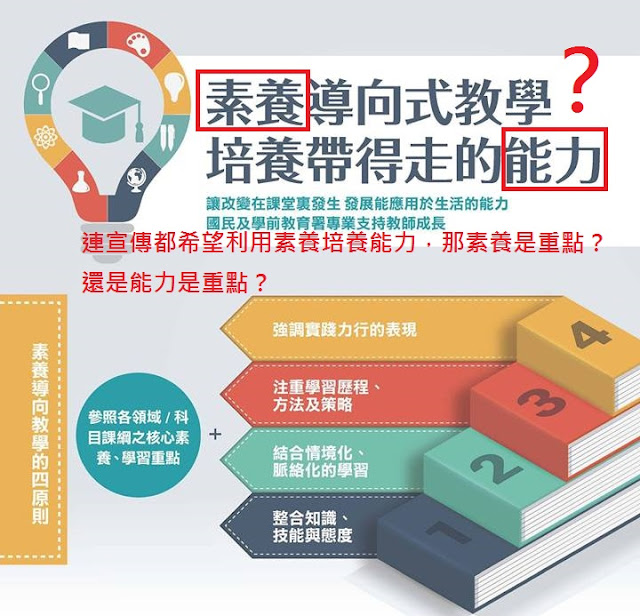 素養導向式教學？
培養帶得走的能力
讓改變在課堂裏發生 發展能應用於生活的能力
國民及學前教育署專業支持教師成長
連宣傳都希望利用素養培養能力，那素養是重點？
還是能力是重點？
素養導向教學的四原則
參照各領域/科
目課綱之核心素
養、學習重點
+
強調實踐力行的表現
4
注重學習歷程、
方法及策略
3
結合情境化、
脈絡化的學習
2
整合知識、
技能與態度
1